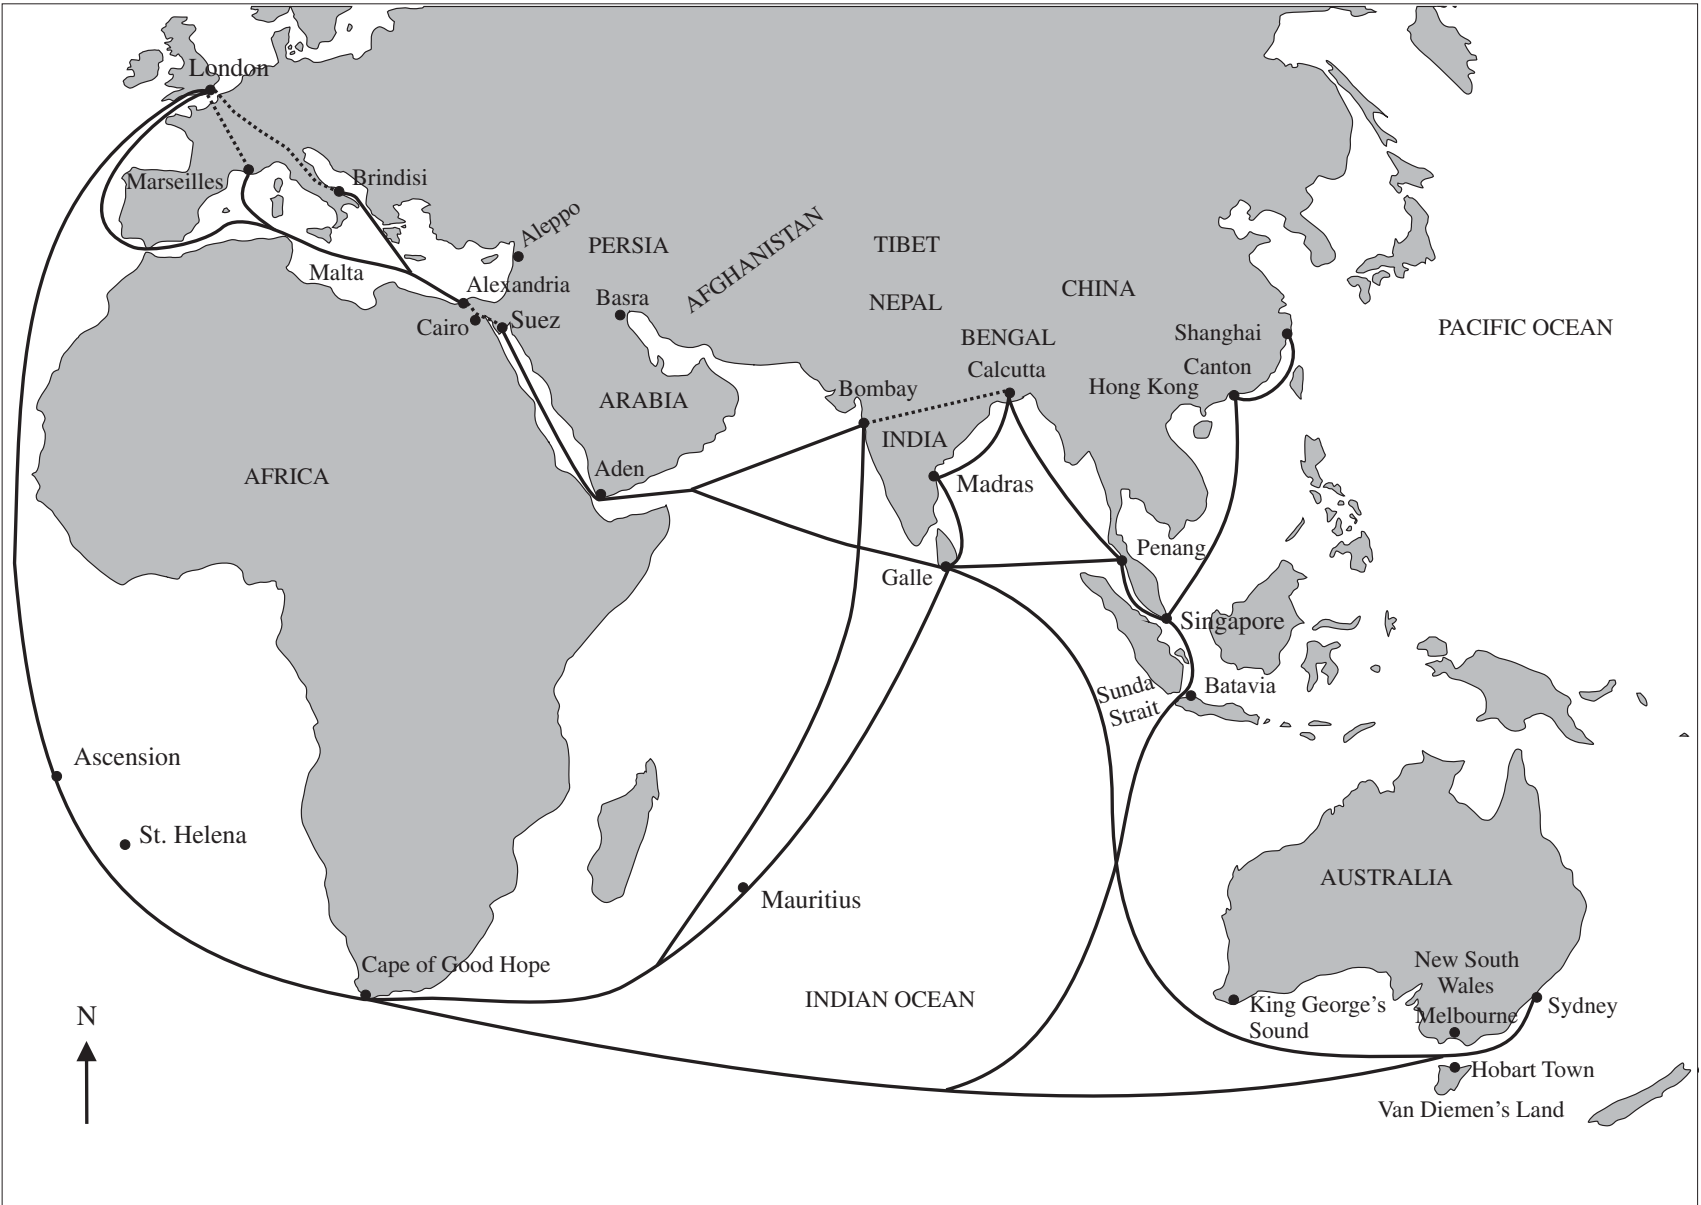 London
Marseilles
Brindisi
Aleppo
PERSIA
AFGHANISTAN
TIBET
Malta
Alexandria
Basra
NEPAL
CHINA
Cairo
Suez
BENGAL
Shanghai
PACIFIC OCEAN
Calcutta
Canton
Bombay
Hong Kong
ARABIA
INDIA
AFRICA
Aden
Madras
Penang
Galle
Singapore
Sunda
Strait
Batavia
Ascension
St. Helena
Mauritius
AUSTRALIA
Cape of Good Hope
New South
Wales
INDIAN OCEAN
King George’s
Sound
Melbourne
Sydney
N
Hobart Town
Van Diemen’s Land